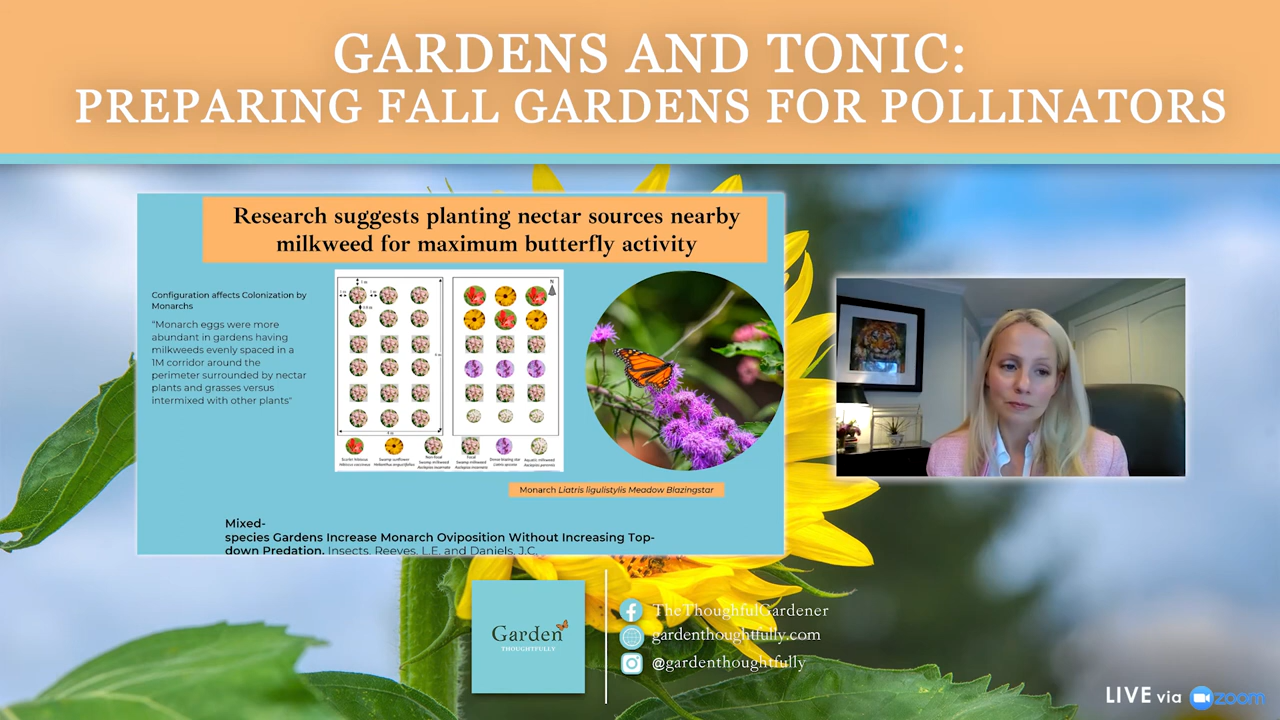 GARDENS AND TONIC:
PREPARING FALL GARDENS FOR POLLINATORS
Research suggests planting nectar sources nearby
milkweed for maximum butterfly activity
Configuration affects Colonization by
Monarchs
"Monarch eggs were more
abundant in gardens having
milkweeds evenly spaced in a
1M corridor around the
perimeter surrounded by nectar
plants and grasses versus
intermixed with other plants"
N
Monarch Liatris ligulistylis Meadow Blazingstar
Mixed-
species Gardens Increase Monarch Oviposition Without Increasing Top-
down Predation. Insects. Reeves, L.E. and Daniels, J.C.
Garden
THOUGHTFULLY
TheThoughfulGardener
gardenthoughtfully.com
@gardenthoughtfully
LIVE via zoom